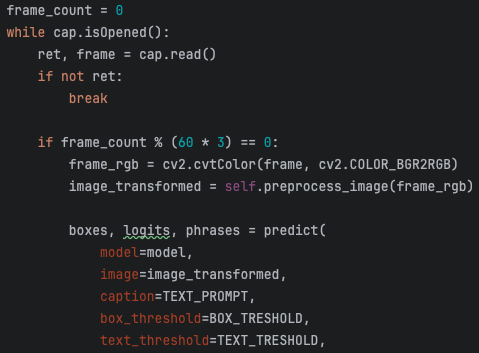 frame_count = 0
while cap.isOpened():
    ret, frame = cap.read()
    if not ret:
        break

    if frame_count % (60 * 3) == 0:
        frame_rgb = cv2.cvtColor(frame, cv2.COLOR_BGR2RGB)
        image_transformed = self.preprocess_image(frame_rgb)

        boxes, logits, phrases = predict(
            model=model,
            image=image_transformed,
            caption=TEXT_PROMPT,
            box_threshold=BOX_TRESHOLD,
            text_threshold=TEXT_TRESHOLD,